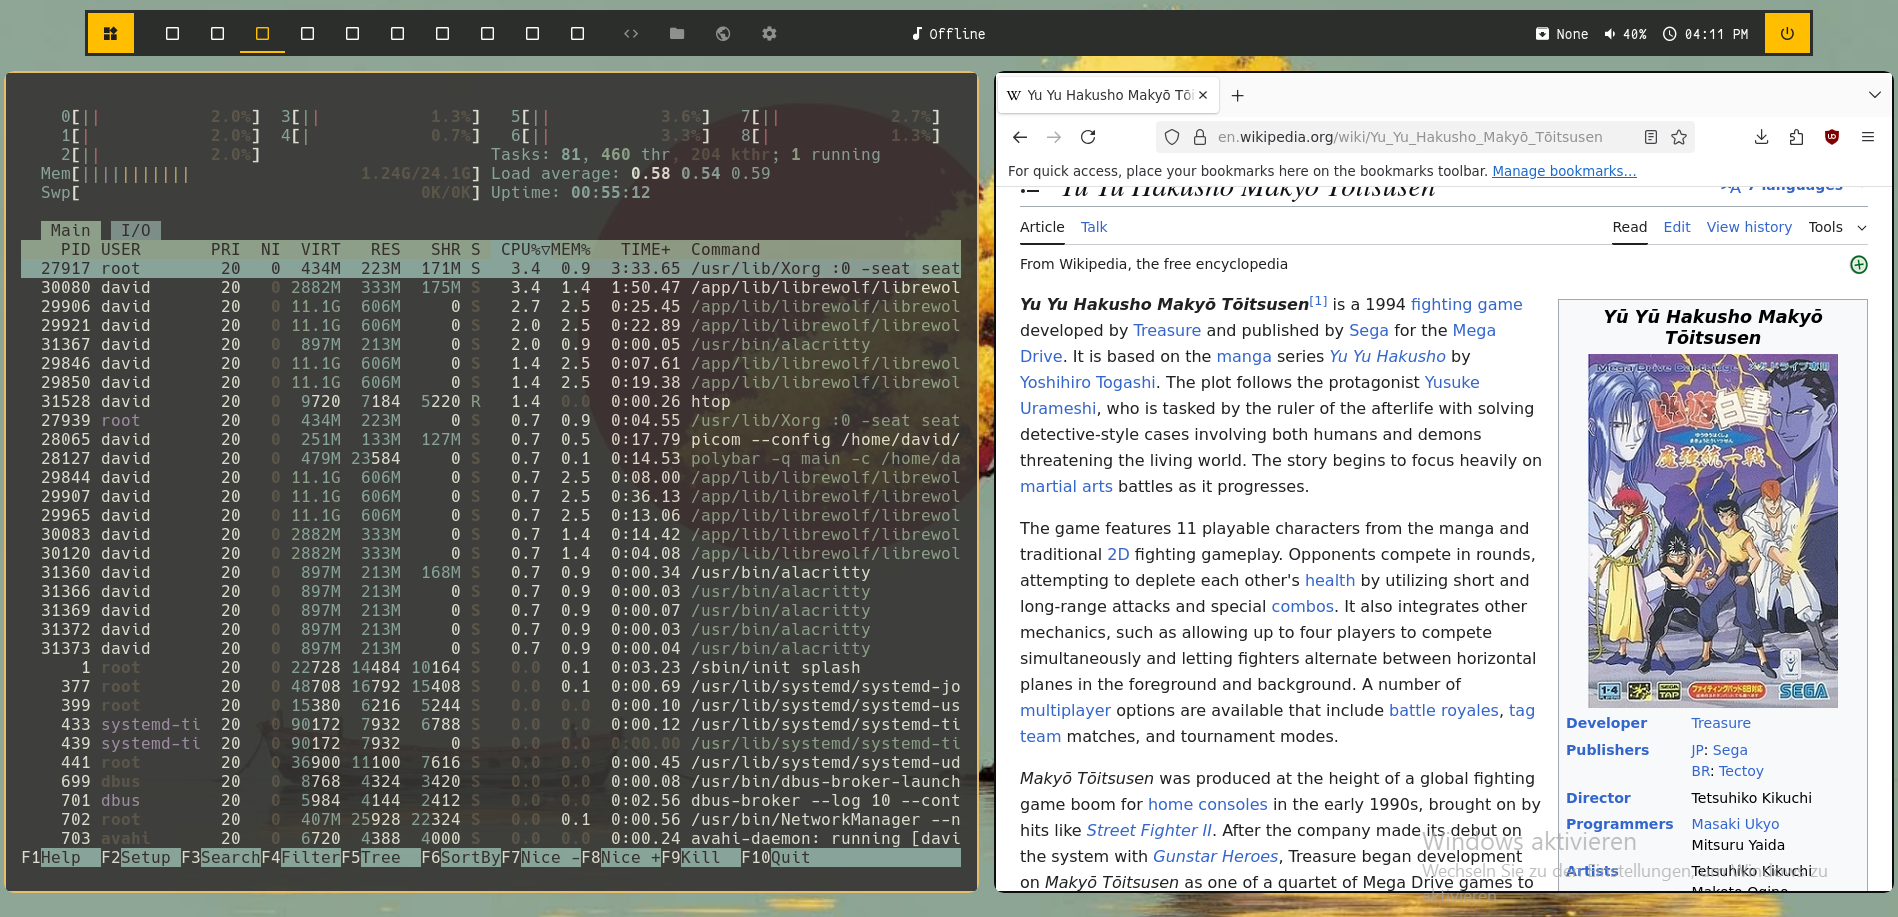 Offline
None
40%
04:11 PM
0[|| 2.0%] 3[|| 1.3%] 5[|| 3.6%] 7[|| 2.7%]
1[| 2.0%] 4[| 0.7%] 6[|| 3.3%] 8[| 1.3%]
2[|| 2.0%] Tasks: 81, 460 thr, 204 kthr; 1 running
Mem[||||||||||| 1.24G/24.1G] Load average: 0.58 0.54 0.59
Swp[ 0K/0K] Uptime: 00:55:12
Main I/O
PID USER PRI NI VIRT RES SHR S CPU%▽MEM% TIME+ Command
27917 root 20 0 434M 223M 171M S 3.4 0.9 3:33.65 /usr/lib/Xorg :0 -seat seat
30080 david 20 0 2882M 333M 175M S 3.4 1.4 1:50.47 /app/lib/librewolf/librewol
29906 david 20 0 11.1G 606M 0 S 2.7 2.5 0:25.45 /app/lib/librewolf/librewol
29921 david 20 0 11.1G 606M 0 S 2.0 2.5 0:22.89 /app/lib/librewolf/librewol
31367 david 20 0 897M 213M 0 S 2.0 0.9 0:00.05 /usr/bin/alacritty
29846 david 20 0 11.1G 606M 0 S 1.4 2.5 0:07.61 /app/lib/librewolf/librewol
29850 david 20 0 11.1G 606M 0 S 1.4 2.5 0:19.38 /app/lib/librewolf/librewol
31528 david 20 0 9720 7184 5220 R 1.4 0.0 0:00.26 htop
27939 root 20 0 434M 223M 0 S 0.7 0.9 0:04.55 /usr/lib/Xorg :0 -seat seat
28065 david 20 0 251M 133M 127M S 0.7 0.5 0:17.79 picom --config /home/david/
28127 david 20 0 479M 23584 0 S 0.7 0.1 0:14.53 polybar -q main -c /home/da
29844 david 20 0 11.1G 606M 0 S 0.7 2.5 0:08.00 /app/lib/librewolf/librewol
29907 david 20 0 11.1G 606M 0 S 0.7 2.5 0:36.13 /app/lib/librewolf/librewol
29965 david 20 0 11.1G 606M 0 S 0.7 2.5 0:13.06 /app/lib/librewolf/librewol
30083 david 20 0 2882M 333M 0 S 0.7 1.4 0:14.42 /app/lib/librewolf/librewol
30120 david 20 0 2882M 333M 0 S 0.7 1.4 0:04.08 /app/lib/librewolf/librewol
31360 david 20 0 897M 213M 168M S 0.7 0.9 0:00.34 /usr/bin/alacritty
31366 david 20 0 897M 213M 0 S 0.7 0.9 0:00.03 /usr/bin/alacritty
31369 david 20 0 897M 213M 0 S 0.7 0.9 0:00.07 /usr/bin/alacritty
31372 david 20 0 897M 213M 0 S 0.7 0.9 0:00.03 /usr/bin/alacritty
31373 david 20 0 897M 213M 0 S 0.7 0.9 0:00.04 /usr/bin/alacritty
1 root 20 0 22728 14484 10164 S 0.0 0.1 0:03.23 /sbin/init splash
377 root 20 0 48708 16792 15408 S 0.0 0.1 0:00.69 /usr/lib/systemd/systemd-jo
399 root 20 0 15380 6216 5244 S 0.0 0.0 0:00.10 /usr/lib/systemd/systemd-us
433 systemd-ti 20 0 90172 7932 6788 S 0.0 0.0 0:00.12 /usr/lib/systemd/systemd-ti
439 systemd-ti 20 0 90172 7932 0 S 0.0 0.0 0:00.00 /usr/lib/systemd/systemd-ti
441 root 20 0 36900 11100 7616 S 0.0 0.0 0:00.45 /usr/lib/systemd/systemd-ud
699 dbus 20 0 8768 4324 3420 S 0.0 0.0 0:00.08 /usr/bin/dbus-broker-launch
701 dbus 20 0 5984 4144 2412 S 0.0 0.0 0:02.56 dbus-broker --log 10 --cont
702 root 20 0 407M 25928 22324 S 0.0 0.1 0:00.56 /usr/bin/NetworkManager --n
703 avahi 20 0 6720 4388 4000 S 0.0 0.0 0:00.24 avahi-daemon: running [davi
F1Help F2Setup F3SearchF4FilterF5Tree F6SortByF7Nice -F8Nice +F9Kill F10Quit
W Yu Yu Hakusho Makyō Tōi
en.wikipedia.org/wiki/Yu_Yu_Hakusho_Makyō_Tōitsusen
For quick access, place your bookmarks here on the bookmarks toolbar. Manage bookmarks…
Yu Yu Hakusho Makyō Tōitsusen
7 languages
Article Talk Read Edit View history Tools
From Wikipedia, the free encyclopedia
Yu Yu Hakusho Makyō Tōitsusen[1] is a 1994 fighting game
developed by Treasure and published by Sega for the Mega
Drive. It is based on the manga series Yu Yu Hakusho by
Yoshihiro Togashi. The plot follows the protagonist Yusuke
Urameshi, who is tasked by the ruler of the afterlife with solving
detective-style cases involving both humans and demons
threatening the living world. The story begins to focus heavily on
martial arts battles as it progresses.
The game features 11 playable characters from the manga and
traditional 2D fighting gameplay. Opponents compete in rounds,
attempting to deplete each other's health by utilizing short and
long-range attacks and special combos. It also integrates other
mechanics, such as allowing up to four players to compete
simultaneously and letting fighters alternate between horizontal
planes in the foreground and background. A number of
multiplayer options are available that include battle royales, tag
team matches, and tournament modes.
Makyō Tōitsusen was produced at the height of a global fighting
game boom for home consoles in the early 1990s, brought on by
hits like Street Fighter II. After the company made its debut on
the system with Gunstar Heroes, Treasure began development
on Makyō Tōitsusen as one of a quartet of Mega Drive games to
Yū Yū Hakusho Makyō
Tōitsusen
Mega Drive Cartridge メガドライブ専用
幽遊白書
魔強統一戦
1-4
SEGA TAP
ファイティングパッド6B対応
SEGA
Developer Treasure
Publishers JP: Sega
BR: Tectoy
Director Tetsuhiko Kikuchi
Programmers Masaki Ukyo
Mitsuru Yaida
Artists Tetsuhiko Kikuchi
Makoto Ogino
Windows aktivieren
Wechseln Sie zu den Einstellungen, um Windows zu
aktivieren.